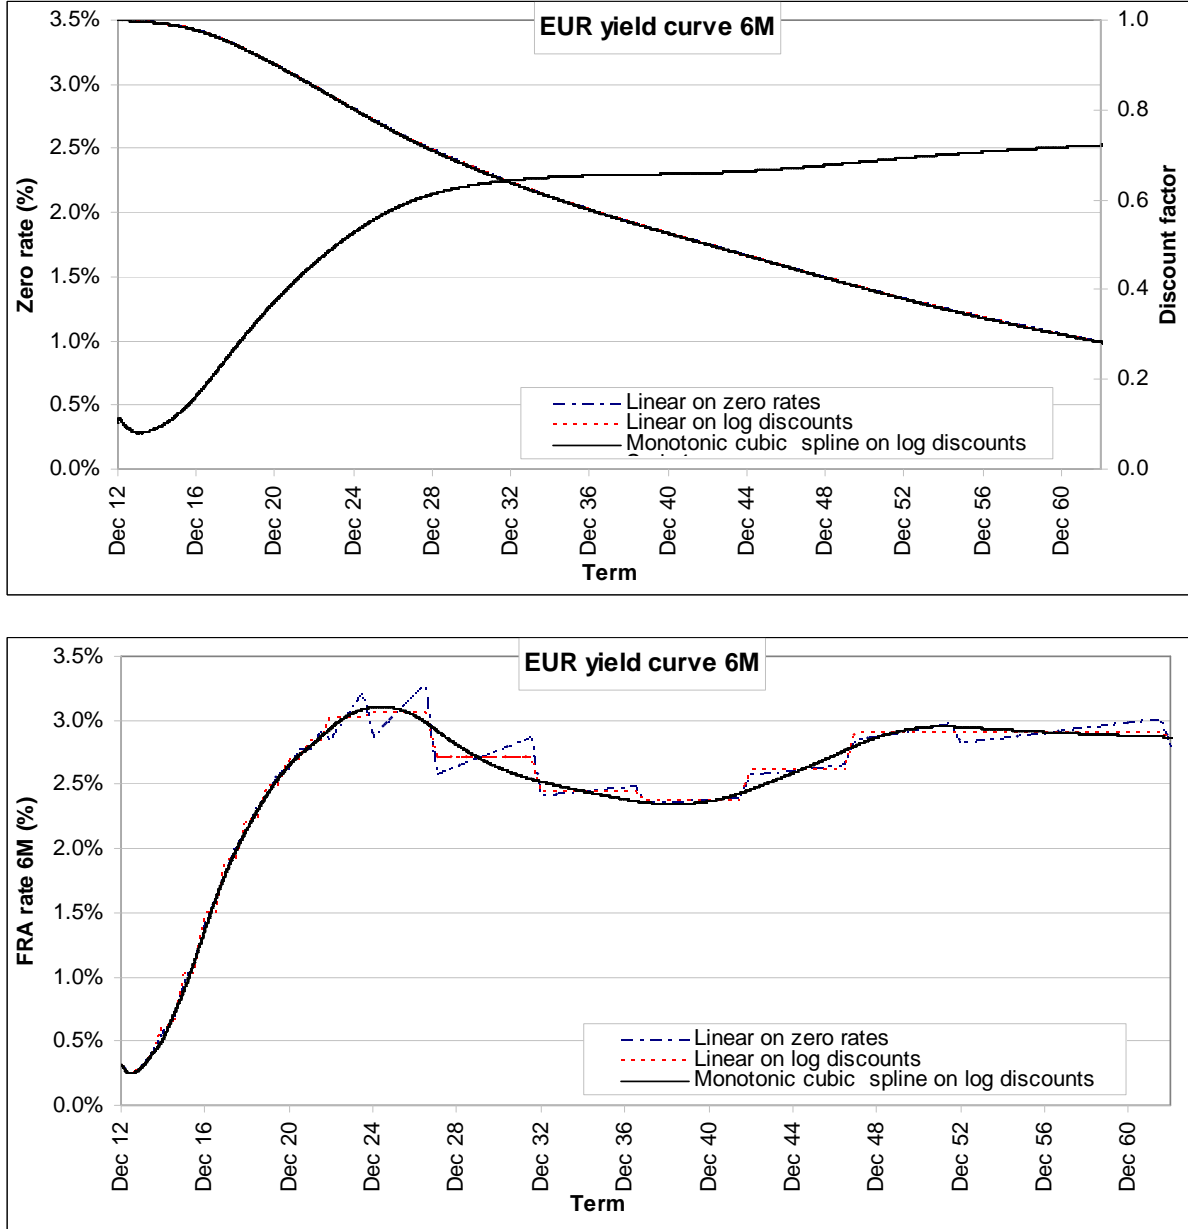 EUR yield curve 6M
3.5%
3.0%
2.5%
2.0%
1.5%
1.0%
0.5%
0.0%
Zero rate (%)
1.0
0.8
0.6
0.4
0.2
0.0
Discount factor
Linear on zero rates
Linear on log discounts
Monotonic cubic spline on log discounts
Dec 12
Dec 16
Dec 20
Dec 24
Dec 28
Dec 32
Dec 36
Dec 40
Dec 44
Dec 48
Dec 52
Dec 56
Dec 60
Term
EUR yield curve 6M
3.5%
3.0%
2.5%
2.0%
1.5%
1.0%
0.5%
0.0%
FRA rate 6M (%)
Linear on zero rates
Linear on log discounts
Monotonic cubic spline on log discounts
Dec 12
Dec 16
Dec 20
Dec 24
Dec 28
Dec 32
Dec 36
Dec 40
Dec 44
Dec 48
Dec 52
Dec 56
Dec 60
Term